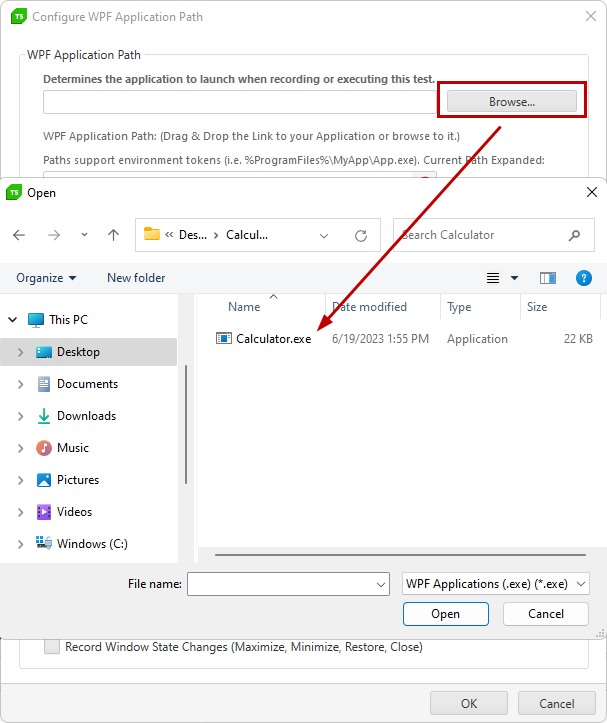 TS Configure WPF Application Path
WPF Application Path
Determines the application to launch when recording or executing this test.
Browse...
WPF Application Path: (Drag & Drop the Link to your Application or browse to it.)
Paths support environment tokens (i.e. %ProgramFiles%\MyApp\App.exe). Current Path Expanded:
TS Open
« Des... › Calcul... Search Calculator
Organize New folder
Name Date modified Type Size
This PC
Calculator.exe 6/19/2023 1:55 PM Application 22 KB
Desktop
Documents
Downloads
Music
Pictures
Videos
Windows (C:)
File name: WPF Applications (.exe) (*.exe)
Open Cancel
Record Window State Changes (Maximize, Minimize, Restore, Close)
OK Cancel